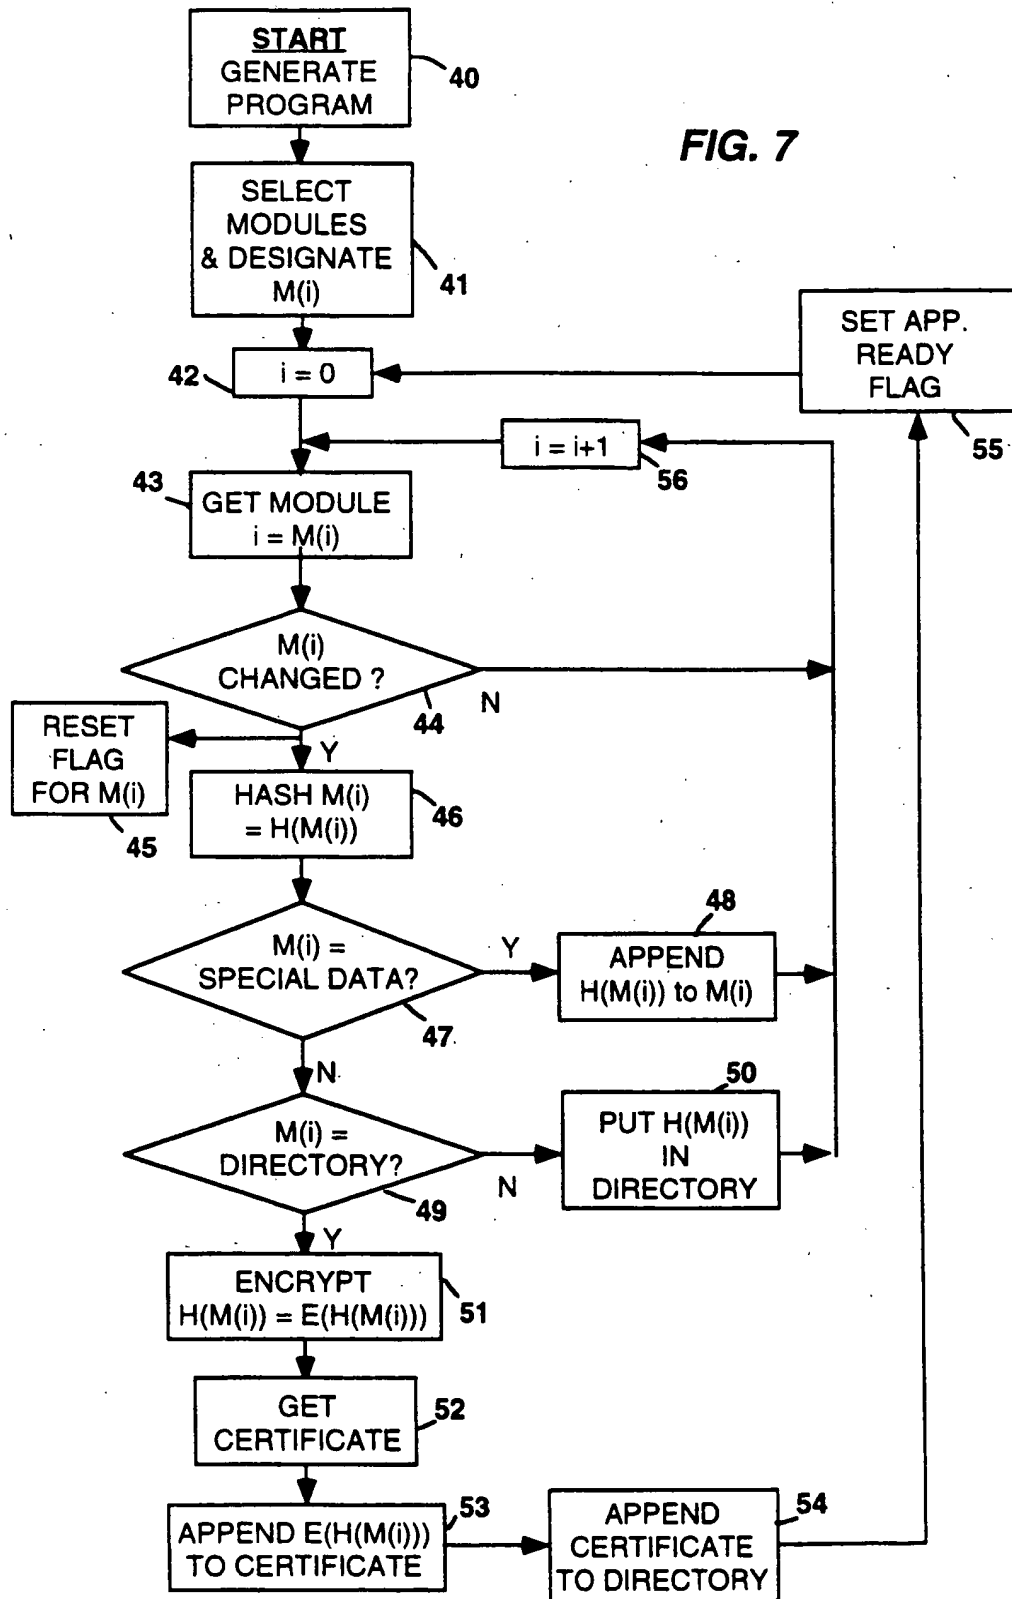 START
GENERATE
PROGRAM
40
FIG. 7
SELECT
MODULES
& DESIGNATE
M(i)
41
SET APP.
READY
FLAG
55
42
i = 0
i = i+1
56
43
GET MODULE
i = M(i)
M(i)
CHANGED ?
44
N
RESET
FLAG
FOR M(i)
45
Y
HASH M(i)
= H(M(i))
46
M(i) =
SPECIAL DATA?
47
Y
48
APPEND
H(M(i)) to M(i)
N
M(i) =
DIRECTORY?
49
N
50
PUT H(M(i))
IN
DIRECTORY
Y
ENCRYPT
H(M(i)) = E(H(M(i)))
51
GET
CERTIFICATE
52
APPEND E(H(M(i)))
TO CERTIFICATE
53
APPEND
CERTIFICATE
TO DIRECTORY
54